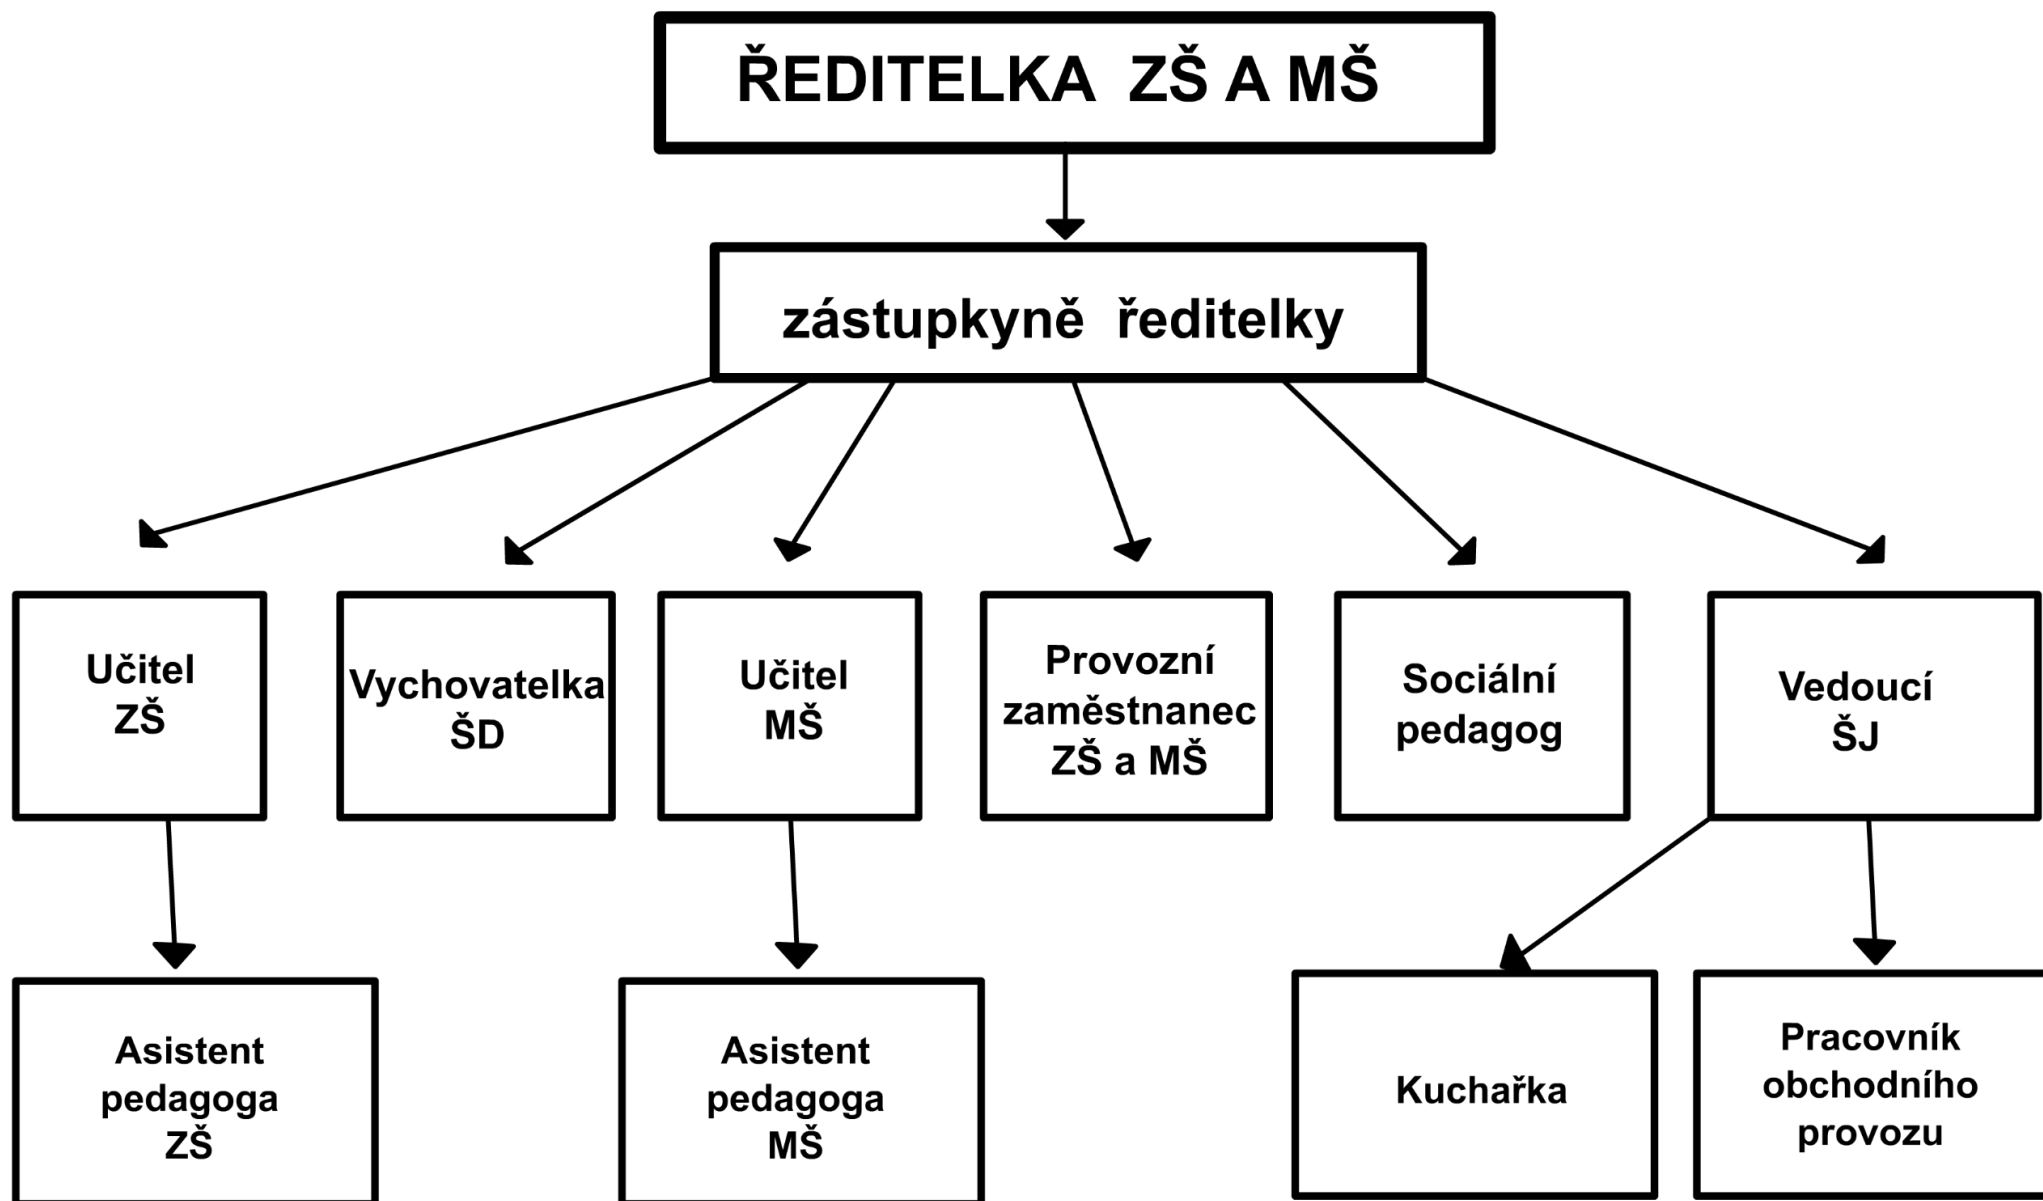 ŘEDITELKA ZŠ A MŠ
zástupkyně ředitelky
Učitel
ZŠ
Vychovatelka
ŠD
Učitel
MŠ
Provozní
zaměstnanec
ZŠ a MŠ
Sociální
pedagog
Vedoucí
ŠJ
Asistent
pedagoga
ZŠ
Asistent
pedagoga
MŠ
Kuchařka
Pracovník
obchodního
provozu